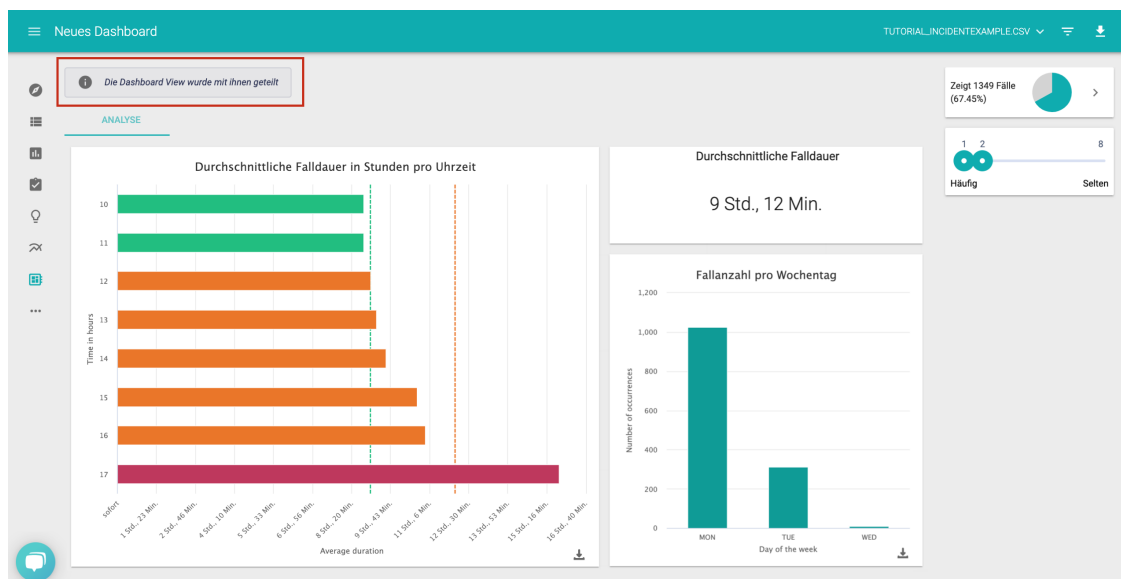 Neues Dashboard
TUTORIAL_INCIDENTEXAMPLE.CSV
Die Dashboard View wurde mit ihnen geteilt
ANALYSE
Durchschnittliche Falldauer in Stunden pro Uhrzeit
Time in hours
10
11
12
13
14
15
16
17
sofort
1 Std., 23 Min.
2 Std., 46 Min.
4 Std., 10 Min.
5 Std., 33 Min.
6 Std., 56 Min.
8 Std., 20 Min.
9 Std., 43 Min.
11 Std., 6 Min.
12 Std., 30 Min.
13 Std., 53 Min.
15 Std., 16 Min.
16 Std., 40 Min.
Average duration
Durchschnittliche Falldauer
9 Std., 12 Min.
Fallanzahl pro Wochentag
Number of occurrences
1,200
1,000
800
600
400
200
0
MON TUE WED
Day of the week
Zeigt 1349 Fälle
(67.45%)
1 2 8
Häufig Selten